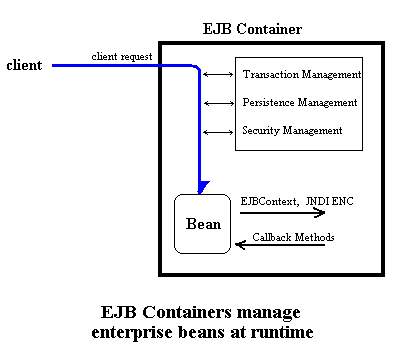 EJB Container
client request
client
Transaction Management
Persistence Management
Security Management
EJBContext, JNDI ENC
Bean
Callback Methods
EJB Containers manage
enterprise beans at runtime